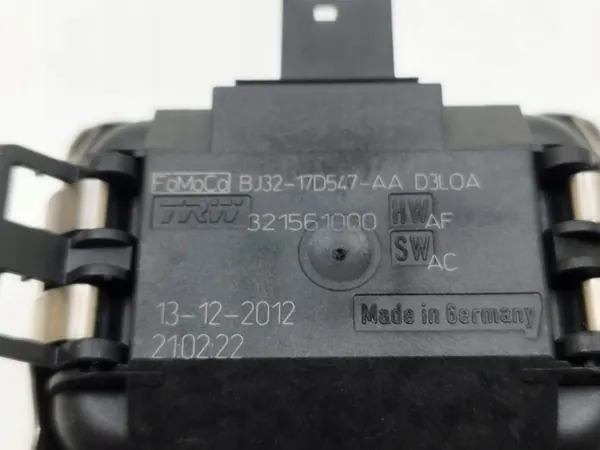 FoMoCo BJ32-17D547-AA D3L0A
TRW 321561000 HW AF
SW AC
13-12-2012
21:02:22
Made in Germany